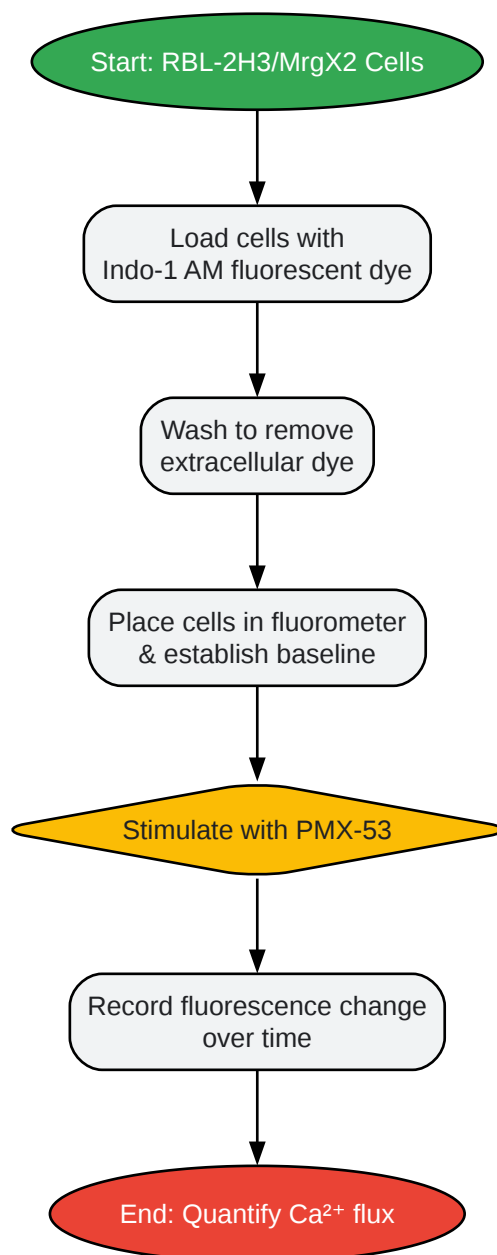 Start: RBL-2H3/MrgX2 Cells
Load cells with
Indo-1 AM fluorescent dye
Wash to remove
extracellular dye
Place cells in fluorometer
& establish baseline
Stimulate with PMX-53
Record fluorescence change
over time
End: Quantify Ca²⁺ flux